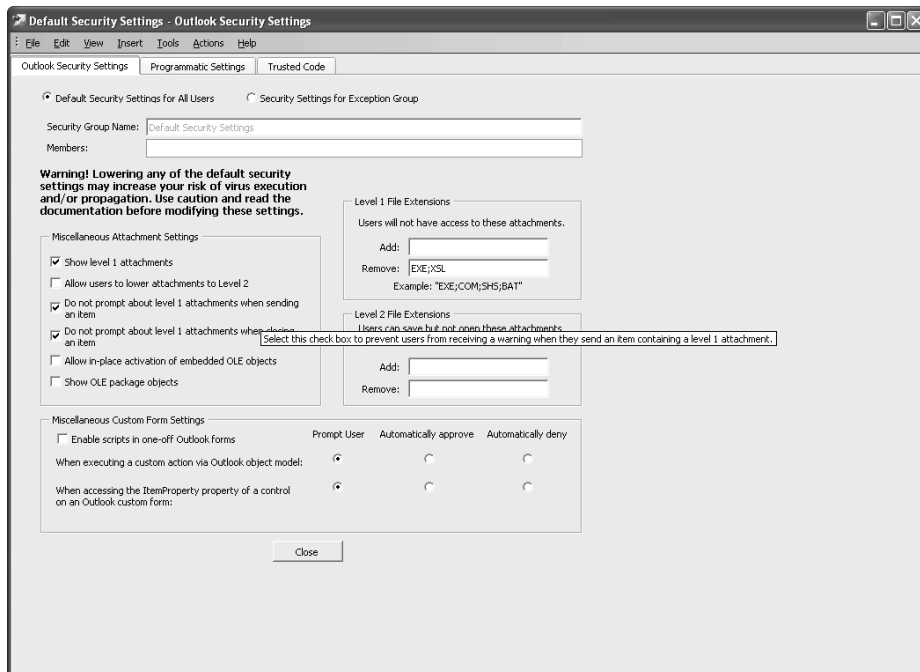 Default Security Settings - Outlook Security Settings
File Edit View Insert Tools Actions Help
Outlook Security Settings Programmatic Settings Trusted Code
Default Security Settings for All Users Security Settings for Exception Group
Security Group Name: Default Security Settings
Members:
Warning! Lowering any of the default security
settings may increase your risk of virus execution
and/or propagation. Use caution and read the
documentation before modifying these settings.
Miscellaneous Attachment Settings
Show level 1 attachments
Allow users to lower attachments to Level 2
Do not prompt about level 1 attachments when sending
an item
Do not prompt about level 1 attachments when closing
an item
Allow in-place activation of embedded OLE objects
Show OLE package objects
Level 1 File Extensions
Users will not have access to these attachments.
Add:
Remove: EXE;XSL
Example: "EXE;COM;SHS;BAT"
Level 2 File Extensions
Users can save but not open these attachments
Select this check box to prevent users from receiving a warning when they send an item containing a level 1 attachment.
Add:
Remove:
Miscellaneous Custom Form Settings
Enable scripts in one-off Outlook forms
Prompt User Automatically approve Automatically deny
When executing a custom action via Outlook object model:
When accessing the ItemProperty property of a control
on an Outlook custom form:
Close